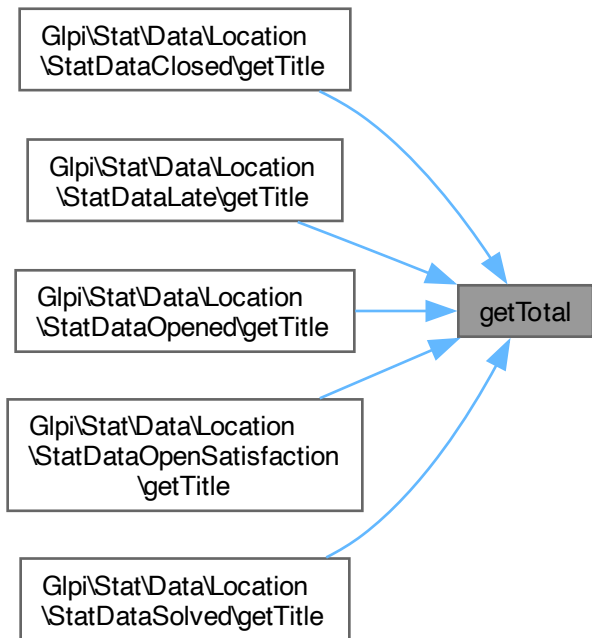 Glpi\Stat\Data\Location
\StatDataClosed\getTitle
Glpi\Stat\Data\Location
\StatDataLate\getTitle
Glpi\Stat\Data\Location
\StatDataOpened\getTitle
getTotal
Glpi\Stat\Data\Location
\StatDataOpenSatisfaction
\getTitle
Glpi\Stat\Data\Location
\StatDataSolved\getTitle